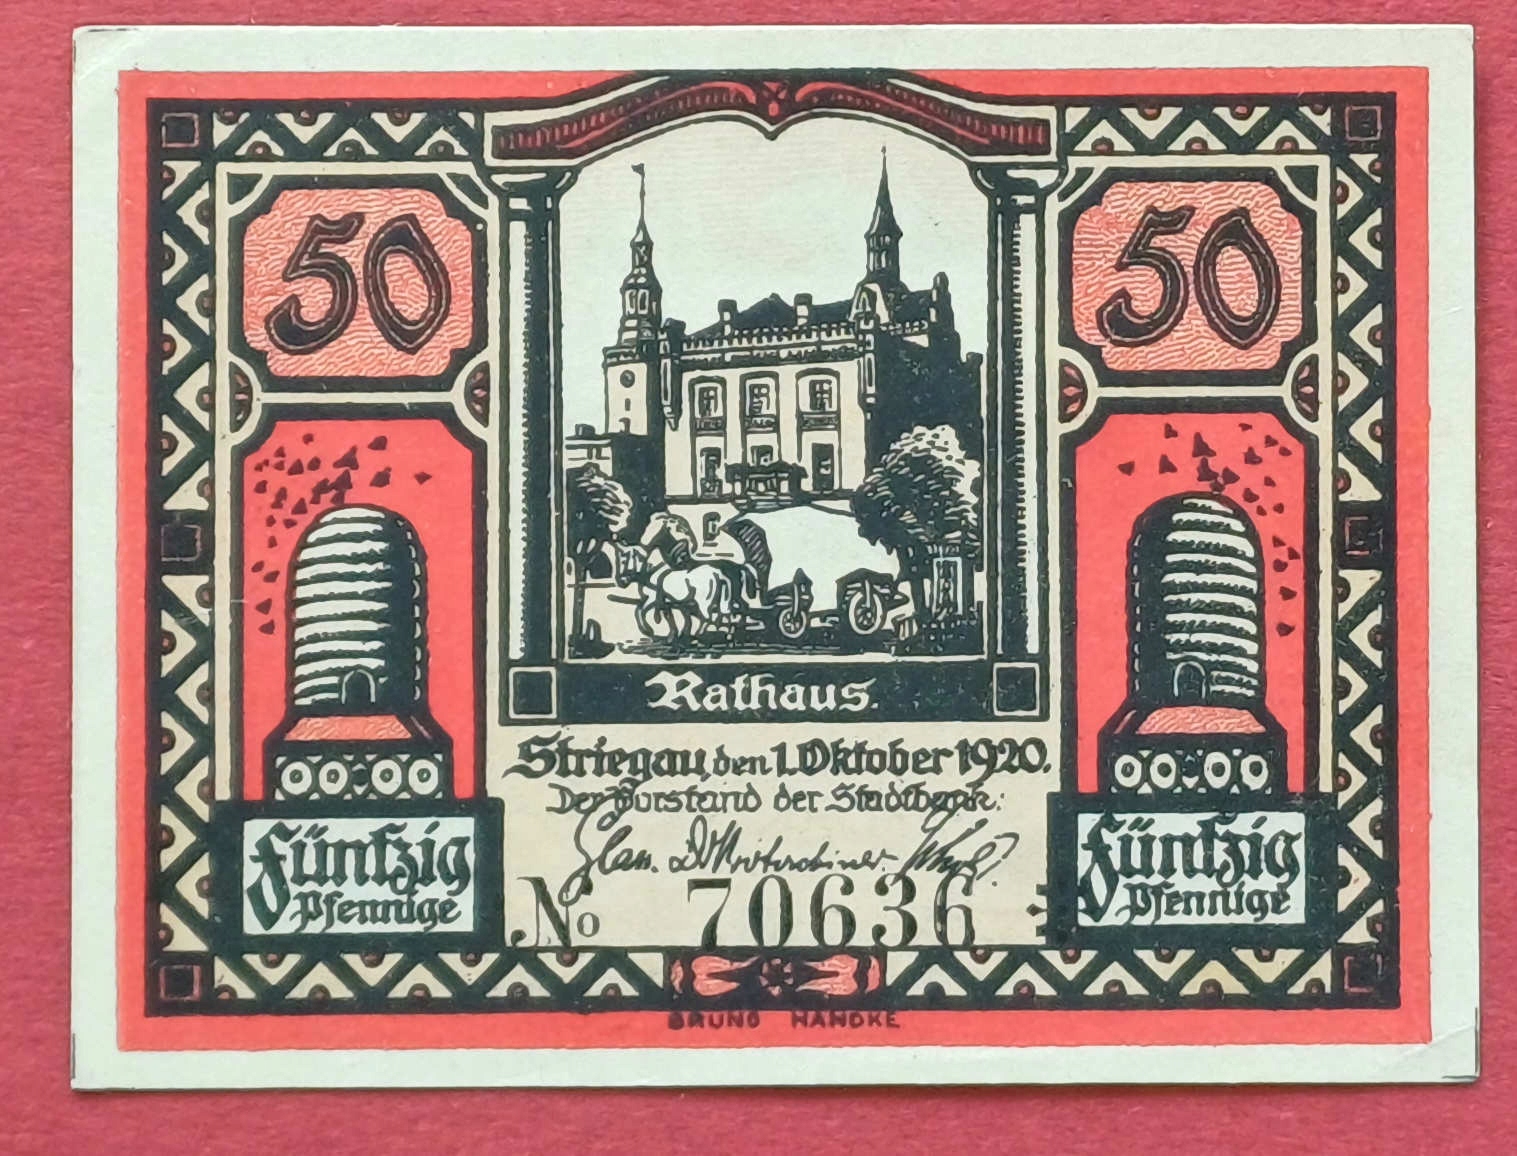 50
50
Rathaus.
Striegau, den 1. Oktober 1920.
Der Vorstand der Stadtbank:
Fünfzig
Pfennige
Fünfzig
Pfennige
No 70636 *
BRUNO HANDKE